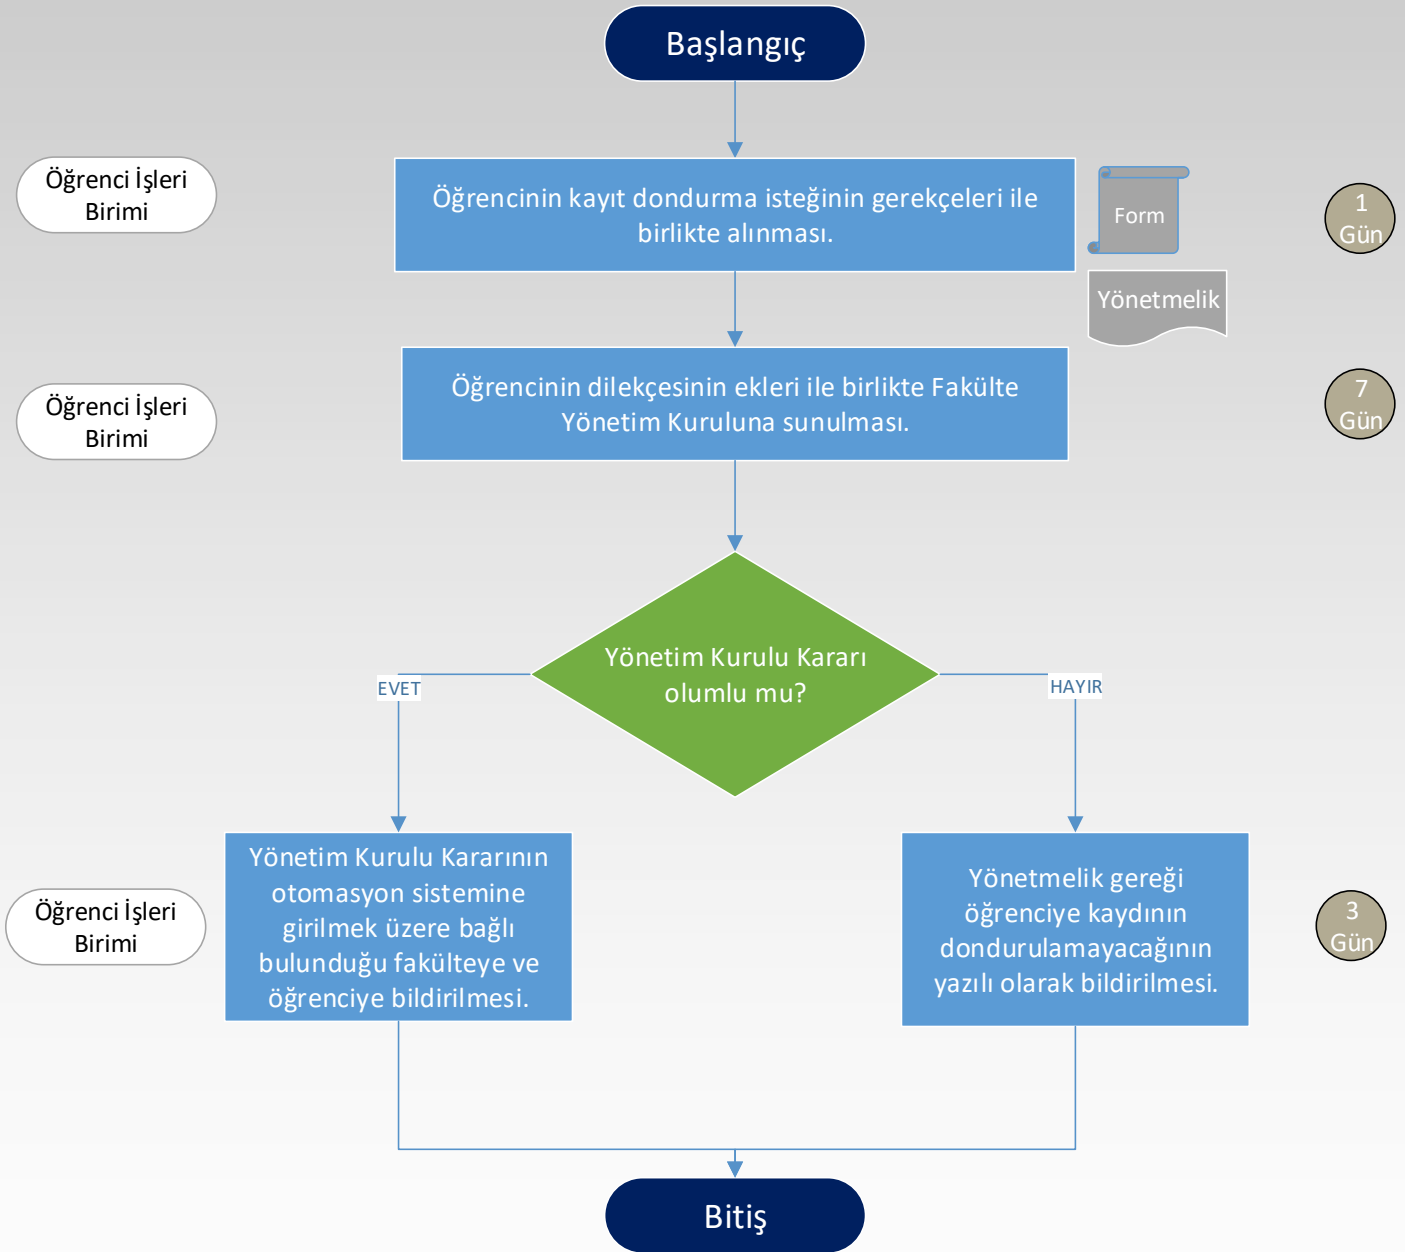 Başlangıç
Öğrenci İşleri
Birimi
Öğrencinin kayıt dondurma isteğinin gerekçeleri ile
birlikte alınması.
Form
1
Gün
Yönetmelik
Öğrenci İşleri
Birimi
Öğrencinin dilekçesinin ekleri ile birlikte Fakülte
Yönetim Kuruluna sunulması.
7
Gün
Yönetim Kurulu Kararı
olumlu mu?
EVET
HAYIR
Öğrenci İşleri
Birimi
Yönetim Kurulu Kararının
otomasyon sistemine
girilmek üzere bağlı
bulunduğu fakülteye ve
öğrenciye bildirilmesi.
Yönetmelik gereği
öğrenciye kaydının
dondurulamayacağının
yazılı olarak bildirilmesi.
3
Gün
Bitiş